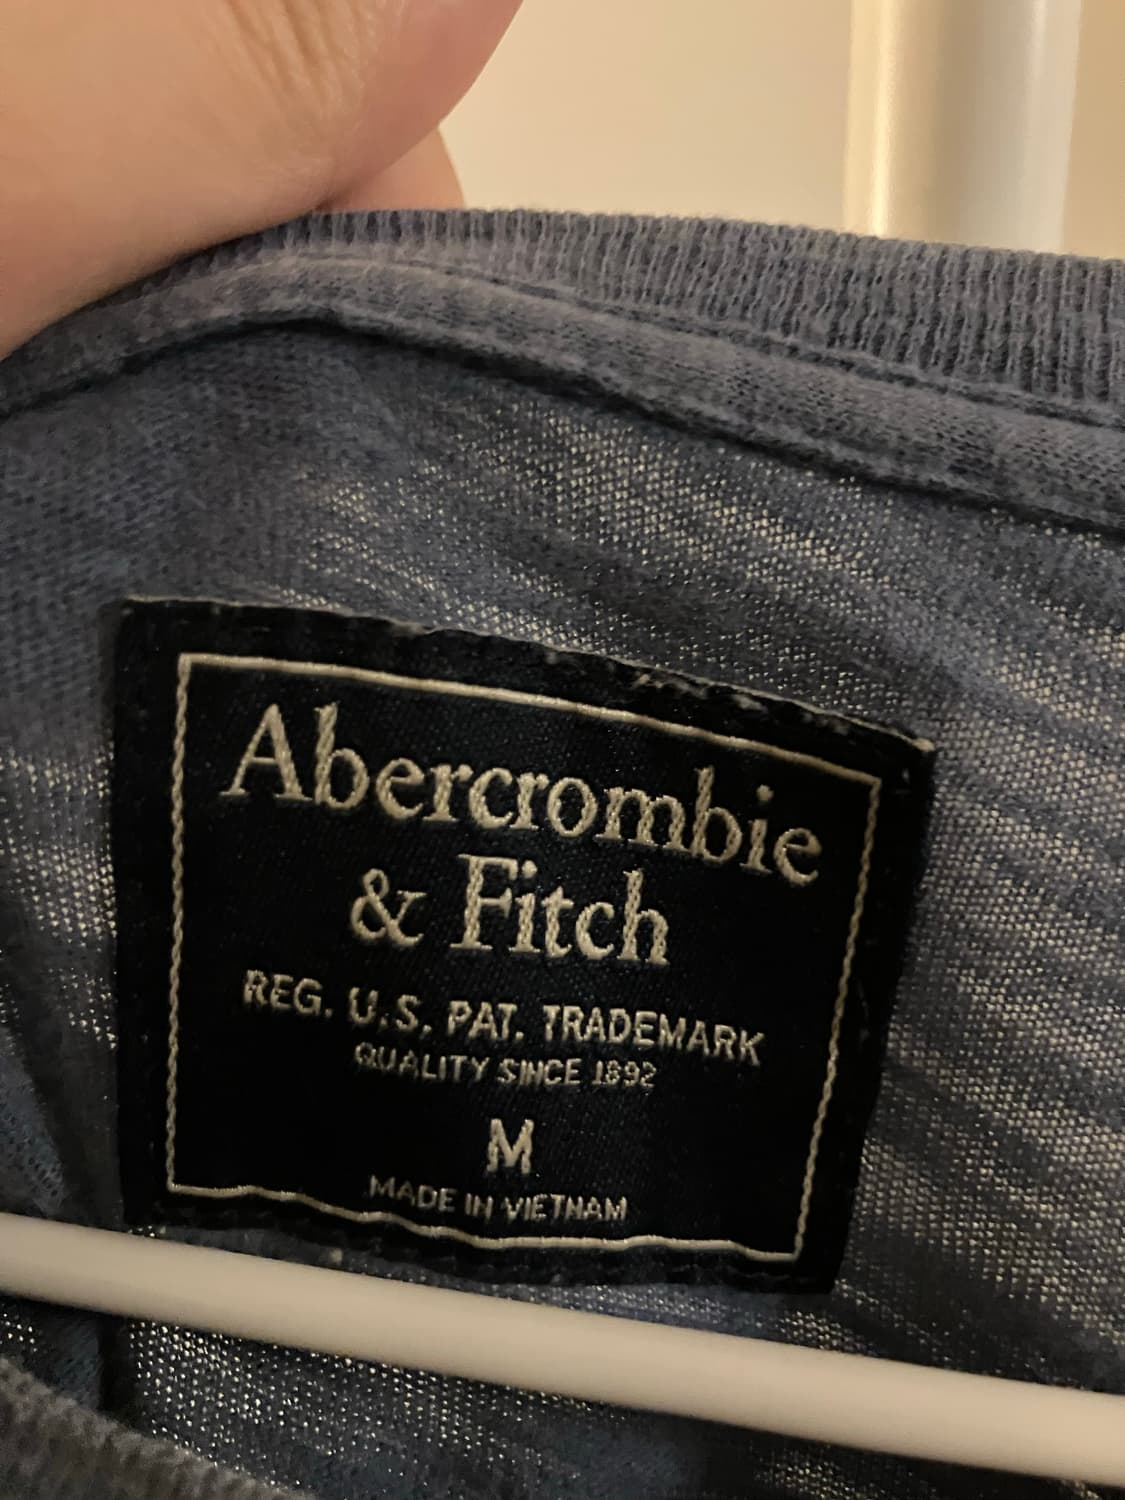 Abercrombie
& Fitch
REG. U.S. PAT. TRADEMARK
QUALITY SINCE 1892
M
MADE IN VIETNAM